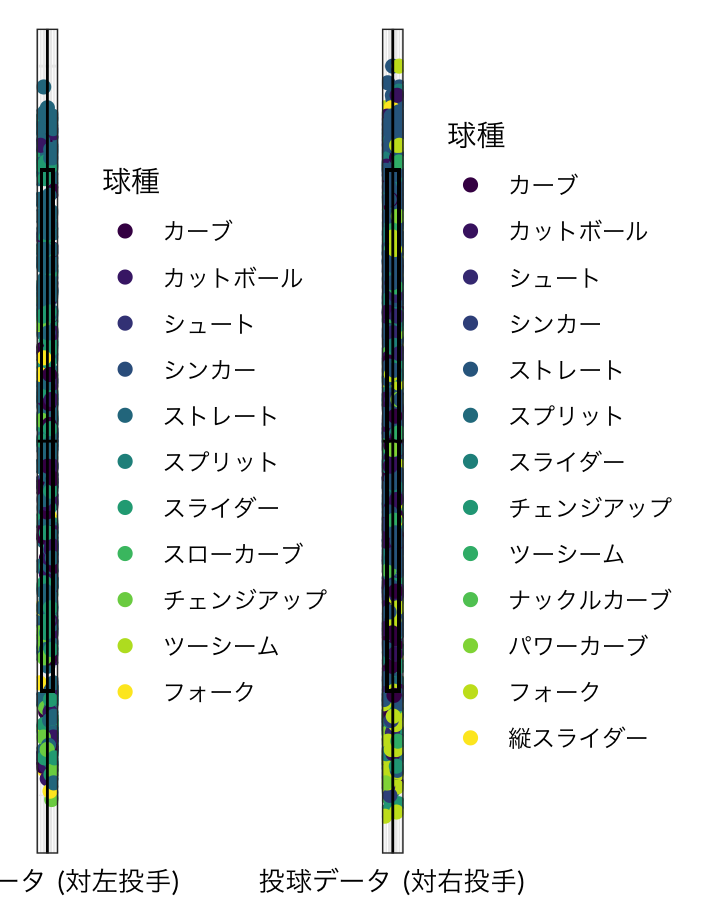 球種
カーブ
カットボール
シュート
シンカー
ストレート
スプリット
スライダー
スローカーブ
チェンジアップ
ツーシーム
フォーク
ータ (対左投手)
球種
カーブ
カットボール
シュート
シンカー
ストレート
スプリット
スライダー
チェンジアップ
ツーシーム
ナックルカーブ
パワーカーブ
フォーク
縦スライダー
投球データ (対右投手)